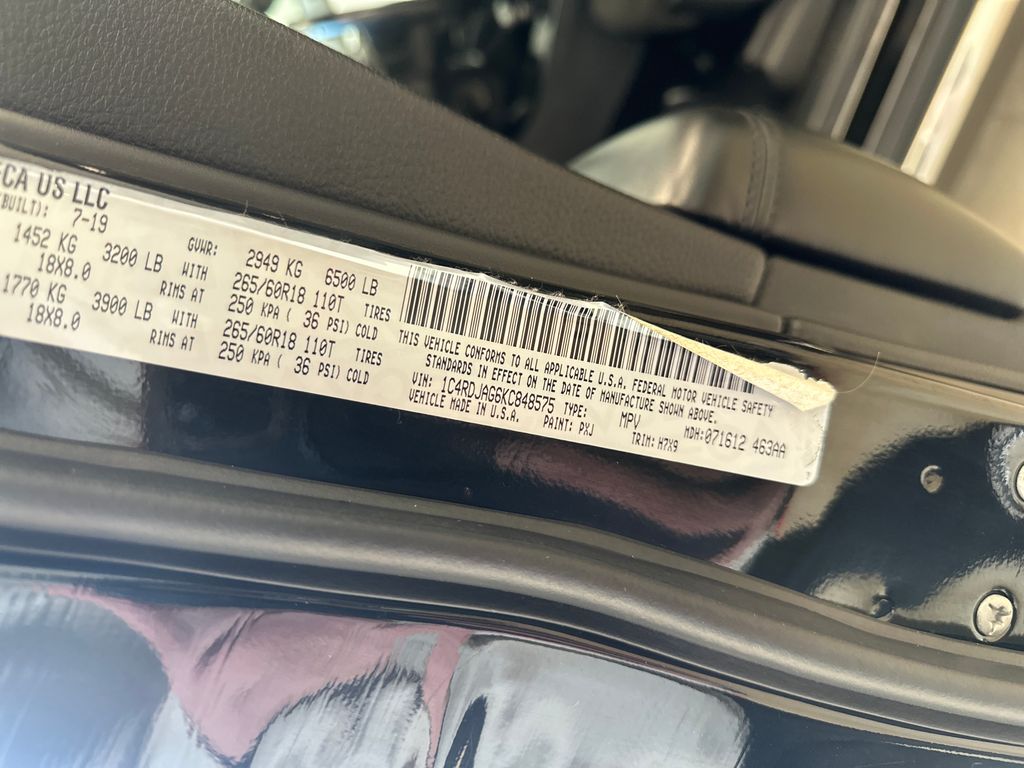 FCA US LLC
(BUILT): 7-19
1452 KG 3200 LB GVWR: 2949 KG 6500 LB
18X8.0 WITH 265/60R18 110T TIRES
RIMS AT 250 KPA ( 36 PSI) COLD
1770 KG 3900 LB WITH 265/60R18 110T TIRES
18X8.0 RIMS AT 250 KPA ( 36 PSI) COLD
THIS VEHICLE CONFORMS TO ALL APPLICABLE U.S.A. FEDERAL MOTOR VEHICLE SAFETY
STANDARDS IN EFFECT ON THE DATE OF MANUFACTURE SHOWN ABOVE.
VIN: 1C4RDJAG6KC848575 TYPE: MPV MDH:071612 463AA
VEHICLE MADE IN U.S.A. PAINT: PXJ TRIM: H7X9